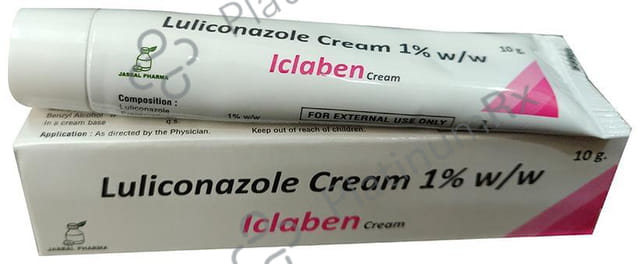 Luliconazole Cream 1% w/w
10 g.
Iclaben Cream
JASSAL PHARMA
Composition :
Luliconazole 1% w/w
q.s.
FOR EXTERNAL USE ONLY
Benzyl Alcohol
In a cream base
Application : As directed by the Physician. Keep out of reach of children.
10 g.
Luliconazole Cream 1% w/w
Iclaben Cream
JASSAL PHARMA
Platinum Rx